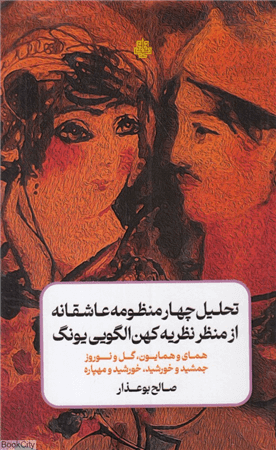 تحلیل چهار منظومه عاشقانه
از منظر نظریه کهن الگویی یونگ
همای و همایون، گل و نوروز
جمشید و خورشید، خورشید و مهپاره
صالح بوعذار
BookCity